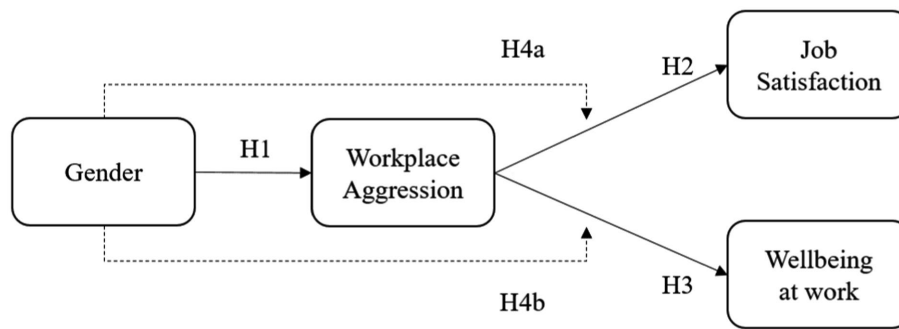 H4a
H2
Job
Satisfaction
H1
Gender
Workplace
Aggression
Wellbeing
at work
H3
H4b